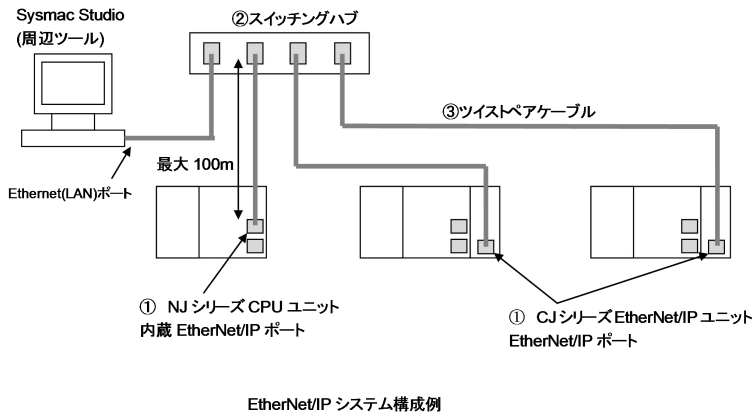 Sysmac Studio
(周辺ツール)
②スイッチングハブ
③ツイストペアケーブル
最大 100m
Ethernet(LAN)ポート
① NJ シリーズ CPU ユニット
内蔵 EtherNet/IP ポート
① CJ シリーズ EtherNet/IP ユニット
EtherNet/IP ポート
EtherNet/IP システム構成例